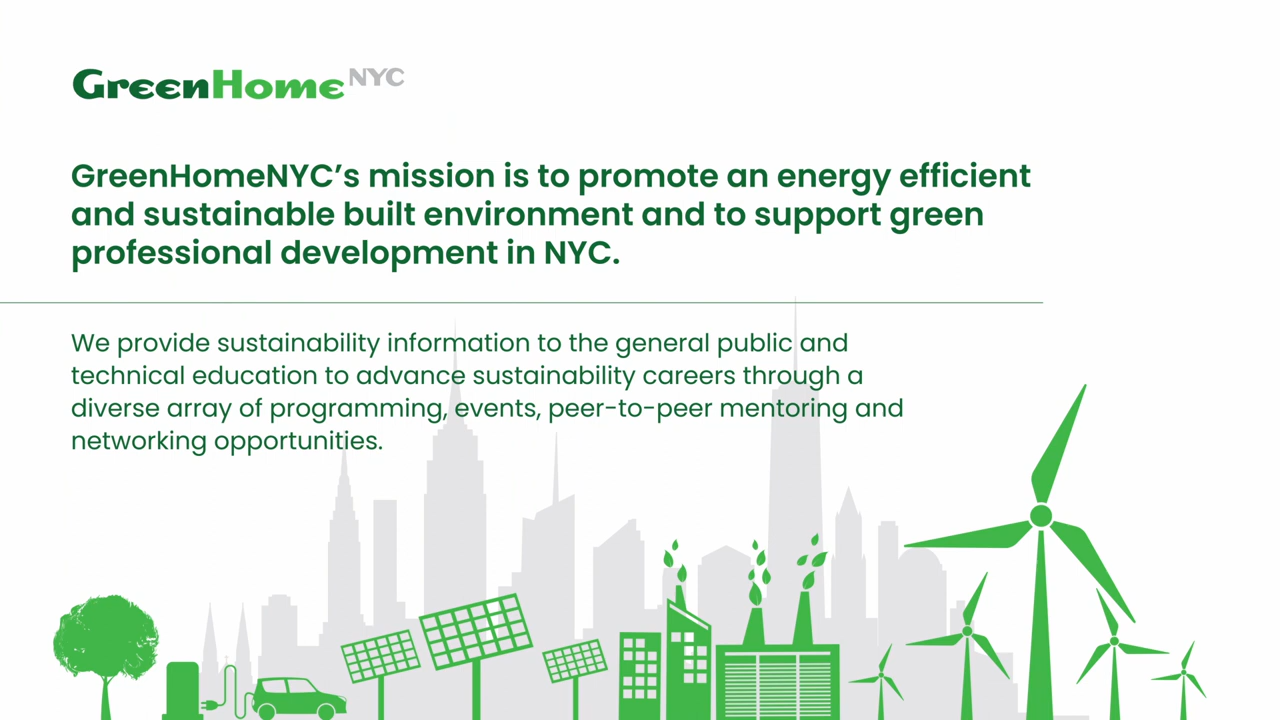 GreenHomeNYC
GreenHomeNYC’s mission is to promote an energy efficient
and sustainable built environment and to support green
professional development in NYC.
We provide sustainability information to the general public and
technical education to advance sustainability careers through a
diverse array of programming, events, peer-to-peer mentoring and
networking opportunities.